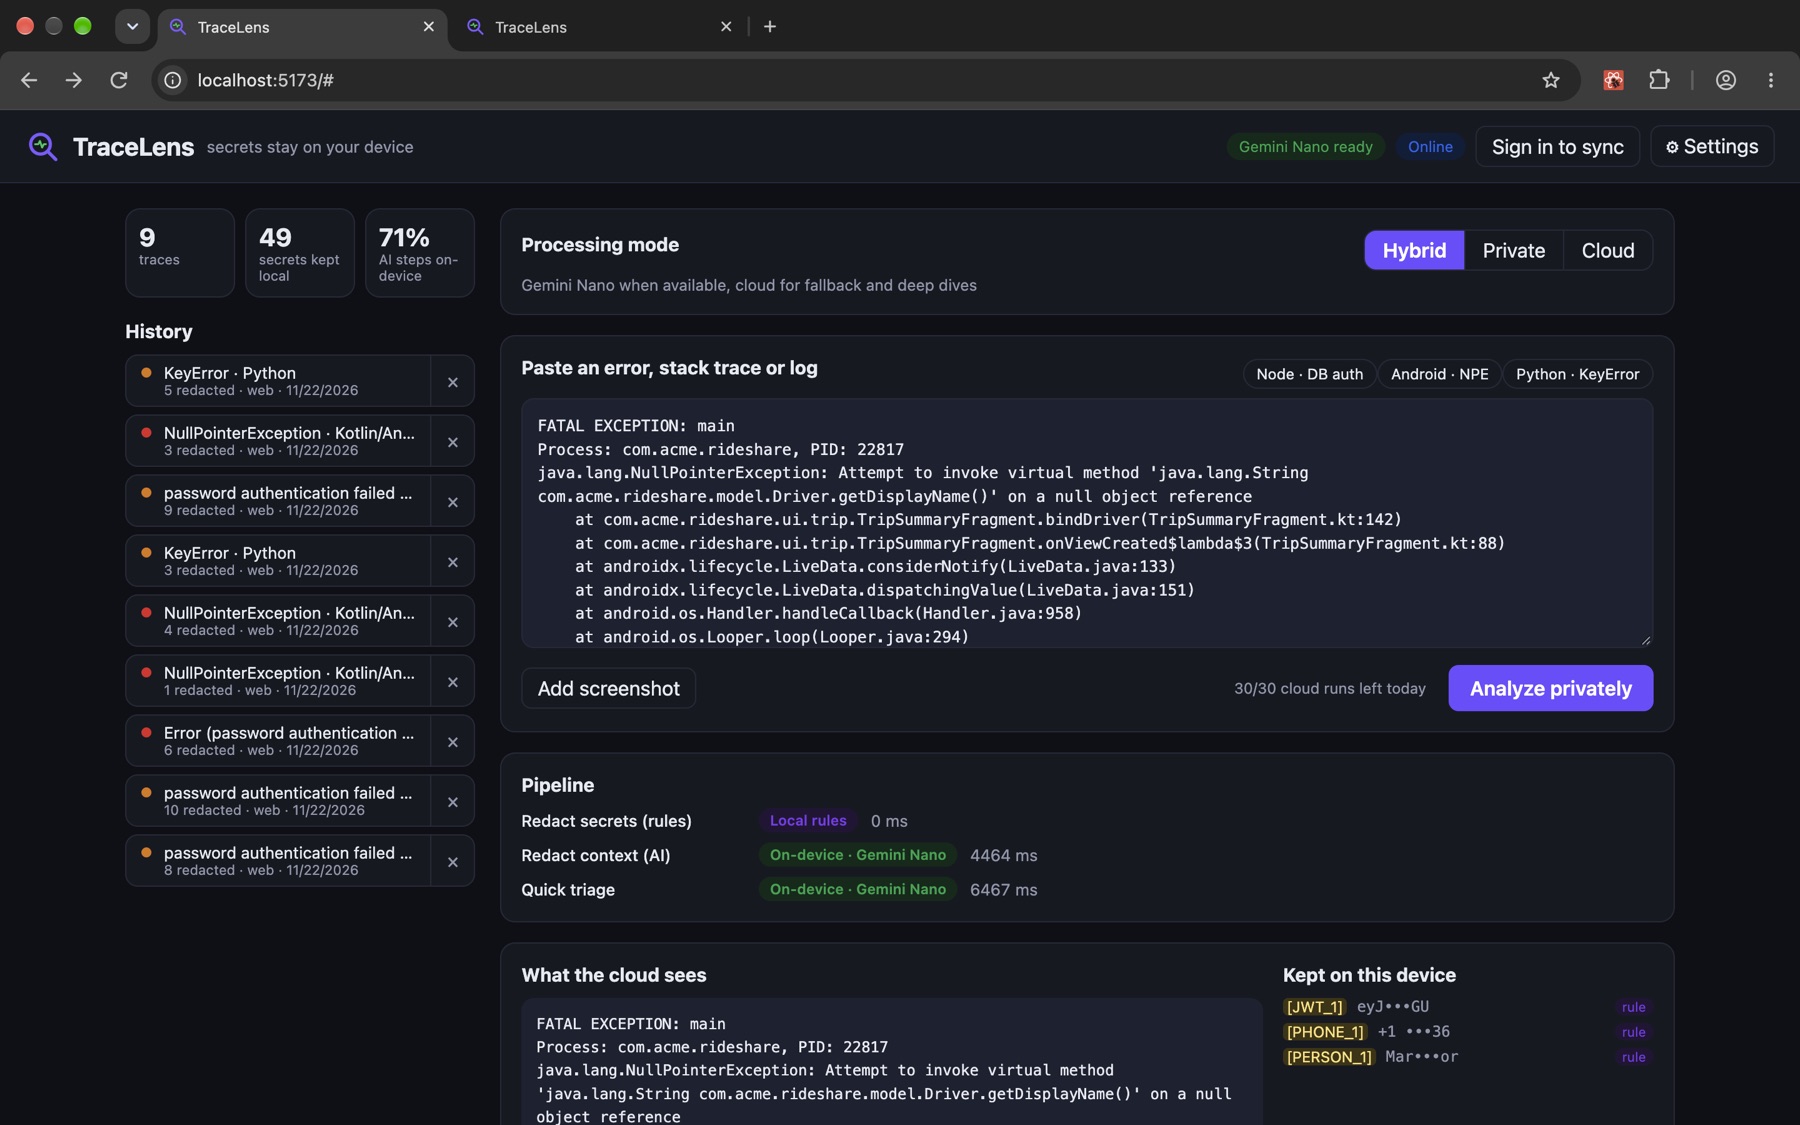 TraceLens
TraceLens
localhost:5173/#
TraceLens secrets stay on your device
Gemini Nano ready
Online
Sign in to sync
⚙ Settings
9
traces
49
secrets kept
local
71%
AI steps on-
device
History
KeyError · Python
5 redacted · web · 11/22/2026
NullPointerException · Kotlin/An...
3 redacted · web · 11/22/2026
password authentication failed ...
9 redacted · web · 11/22/2026
KeyError · Python
3 redacted · web · 11/22/2026
NullPointerException · Kotlin/An...
4 redacted · web · 11/22/2026
NullPointerException · Kotlin/An...
1 redacted · web · 11/22/2026
Error (password authentication ...
6 redacted · web · 11/22/2026
password authentication failed ...
10 redacted · web · 11/22/2026
password authentication failed ...
8 redacted · web · 11/22/2026
Processing mode
Hybrid
Private
Cloud
Gemini Nano when available, cloud for fallback and deep dives
Paste an error, stack trace or log
Node · DB auth
Android · NPE
Python · KeyError
FATAL EXCEPTION: main
Process: com.acme.rideshare, PID: 22817
java.lang.NullPointerException: Attempt to invoke virtual method 'java.lang.String
com.acme.rideshare.model.Driver.getDisplayName()' on a null object reference
at com.acme.rideshare.ui.trip.TripSummaryFragment.bindDriver(TripSummaryFragment.kt:142)
at com.acme.rideshare.ui.trip.TripSummaryFragment.onViewCreated$lambda$3(TripSummaryFragment.kt:88)
at androidx.lifecycle.LiveData.considerNotify(LiveData.java:133)
at androidx.lifecycle.LiveData.dispatchingValue(LiveData.java:151)
at android.os.Handler.handleCallback(Handler.java:958)
at android.os.Looper.loop(Looper.java:294)
Add screenshot
30/30 cloud runs left today
Analyze privately
Pipeline
Redact secrets (rules) Local rules 0 ms
Redact context (AI) On-device · Gemini Nano 4464 ms
Quick triage On-device · Gemini Nano 6467 ms
What the cloud sees
FATAL EXCEPTION: main
Process: com.acme.rideshare, PID: 22817
java.lang.NullPointerException: Attempt to invoke virtual method
'java.lang.String com.acme.rideshare.model.Driver.getDisplayName()' on a null
object reference
Kept on this device
[JWT_1] eyJ•••GU rule
[PHONE_1] +1 •••36 rule
[PERSON_1] Mar•••or rule